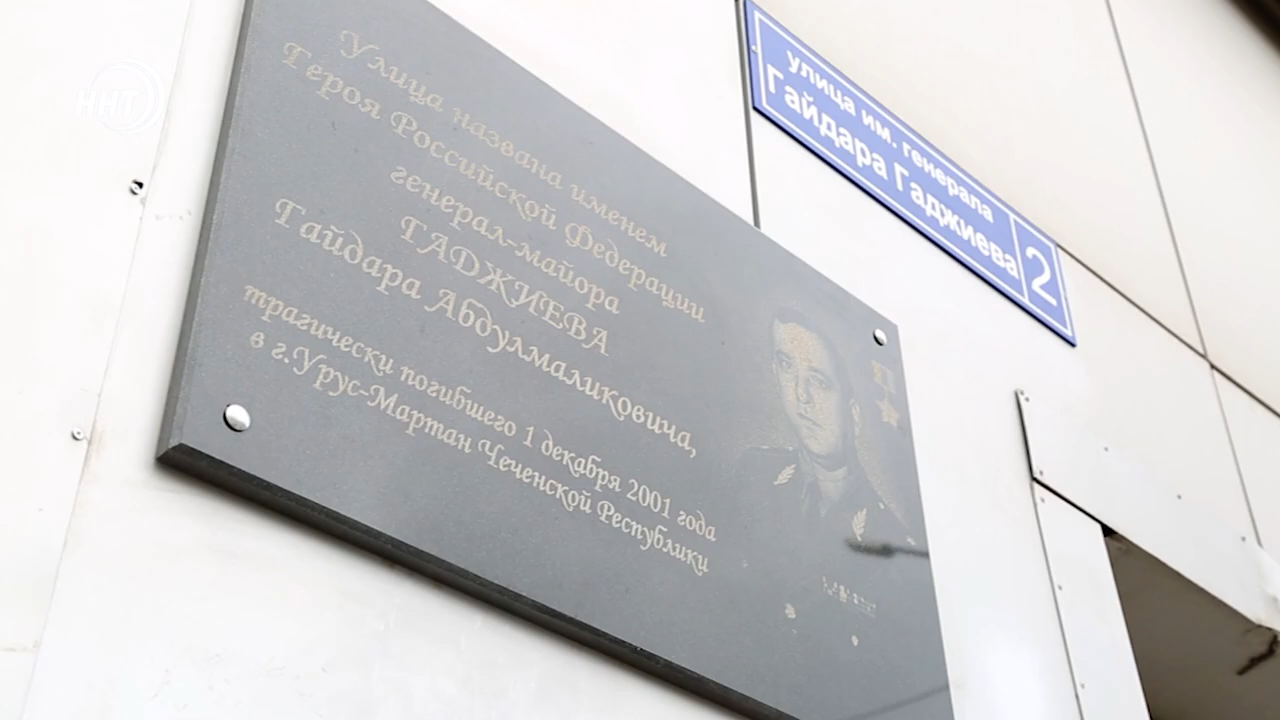 ННТ
Улица названа именем
Героя Российской Федерации
генерал-майора
ГАДЖИЕВА
Гайдара Абдулмаликовича,
трагически погибшего 1 декабря 2001 года
в г.Урус-Мартан Чеченской Республики
улица им. генерала
Гайдара Гаджиева
2